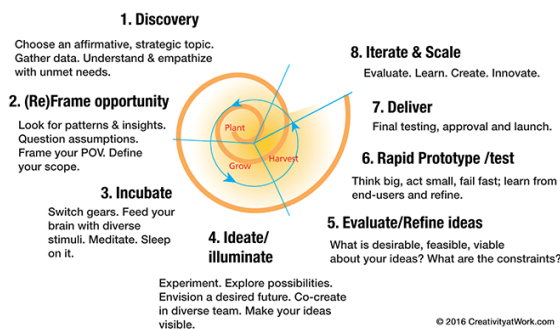 1. Discovery
Choose an affirmative, strategic topic.
Gather data. Understand & empathize
with unmet needs.
2. (Re)Frame opportunity
Look for patterns & insights.
Question assumptions.
Frame your POV. Define
your scope.
3. Incubate
Switch gears. Feed your
brain with diverse
stimuli. Meditate. Sleep
on it.
4. Ideate/
illuminate
Experiment. Explore possibilities.
Envision a desired future. Co-create
in diverse team. Make your ideas
visible.
5. Evaluate/Refine ideas
What is desirable, feasible, viable
about your ideas? What are the constraints?
6. Rapid Prototype /test
Think big, act small, fail fast; learn from
end-users and refine.
7. Deliver
Final testing, approval and launch.
8. Iterate & Scale
Evaluate. Learn. Create. Innovate.
Plant
Grow
Harvest
© 2016 CreativityatWork.com